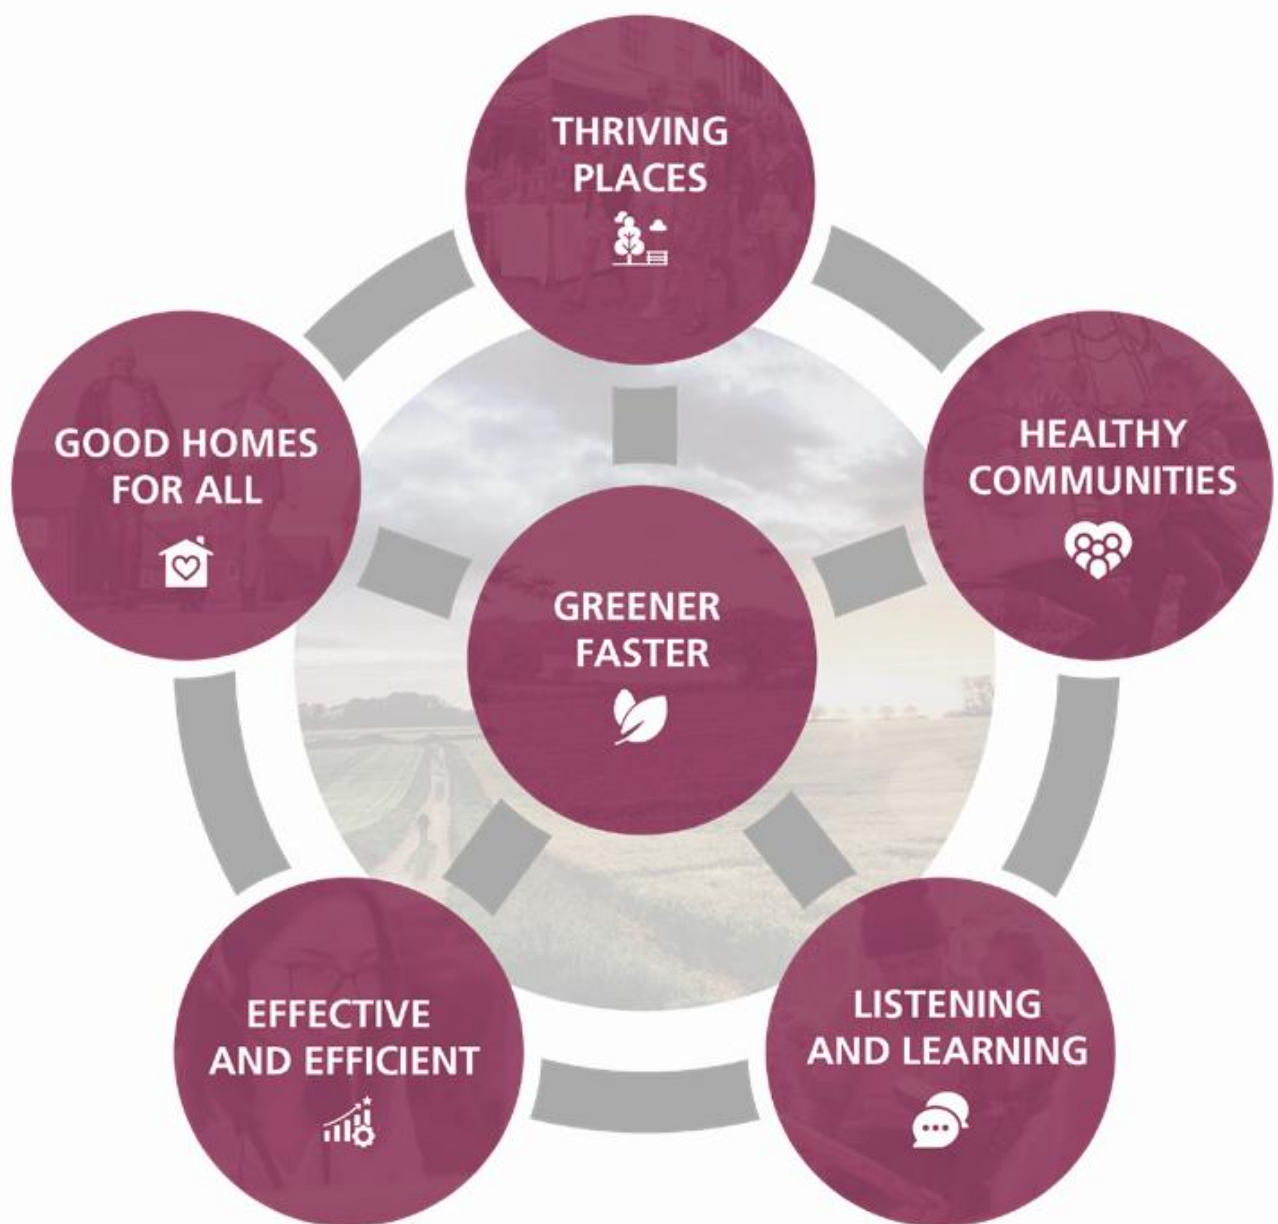 THRIVING
PLACES
GOOD HOMES
FOR ALL
HEALTHY
COMMUNITIES
GREENER
FASTER
EFFECTIVE
AND EFFICIENT
LISTENING
AND LEARNING